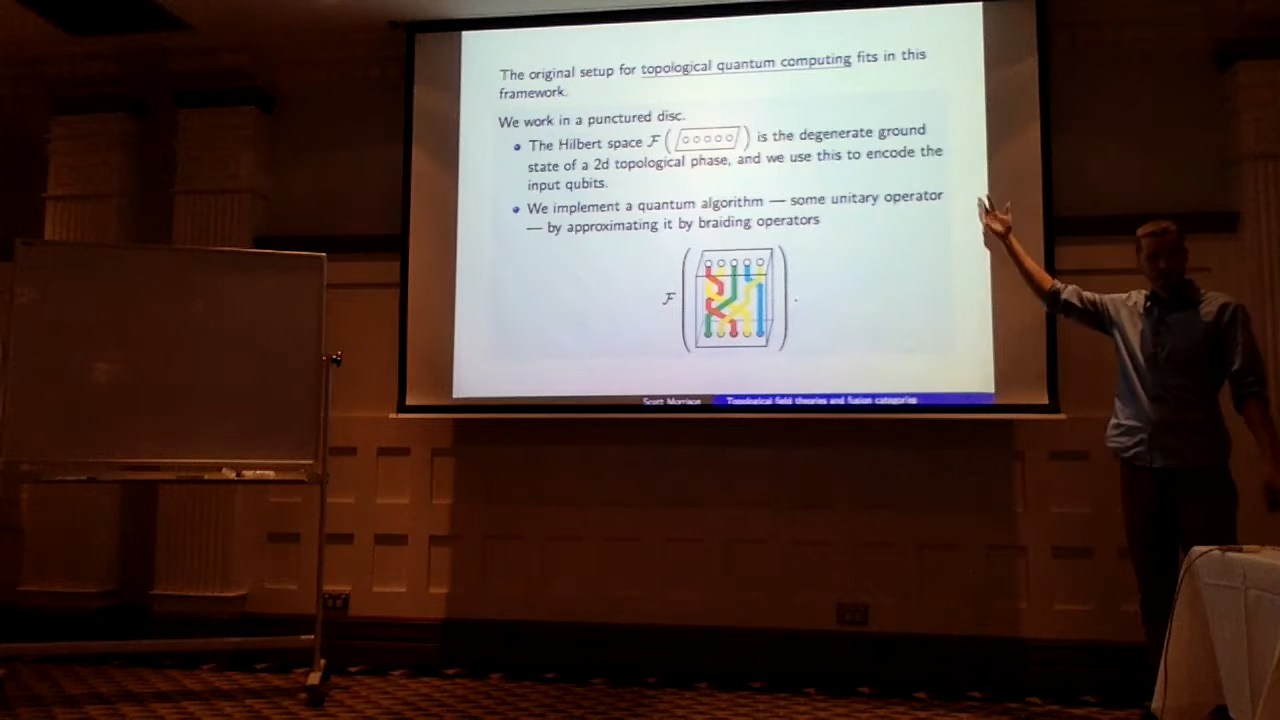 The original setup for topological quantum computing fits in this
framework.
We work in a punctured disc.
• The Hilbert space F ( ) is the degenerate ground
state of a 2d topological phase, and we use this to encode the
input qubits.
• We implement a quantum algorithm — some unitary operator
— by approximating it by braiding operators
F ( ) .
Scott Morrison Topological field theories and fusion categories